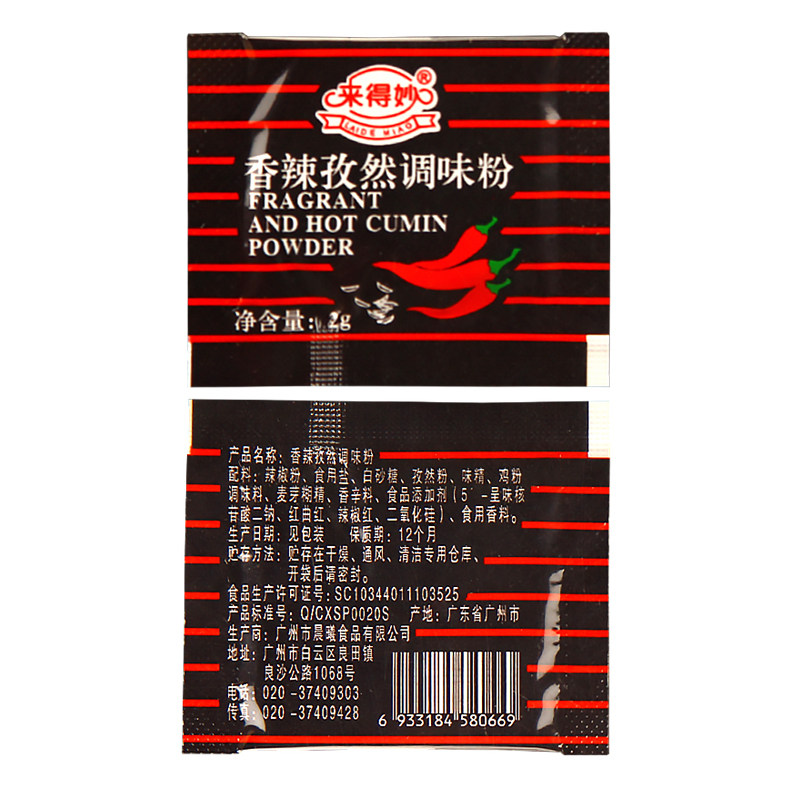 来得妙®
LAIDE MIAO
香辣孜然调味粉
FRAGRANT
AND HOT CUMIN
POWDER
净含量：2g
产品名称：香辣孜然调味粉
配料：辣椒粉、食用盐、白砂糖、孜然粉、味精、鸡粉
调味料、麦芽糊精、香辛料、食品添加剂（5′-呈味核
苷酸二钠、红曲红、辣椒红、二氧化硅）、食用香料。
生产日期：见包装 保质期：12个月
贮存方法：贮存在干燥、通风、清洁专用仓库、
开袋后请密封。
食品生产许可证号：SC10344011103525
产品标准号：Q/CXSP0020S 产地：广东省广州市
生产商：广州市晨曦食品有限公司
地址：广州市白云区良田镇
良沙公路1068号
电话：020-37409303
传真：020-37409428
6 933184 580669